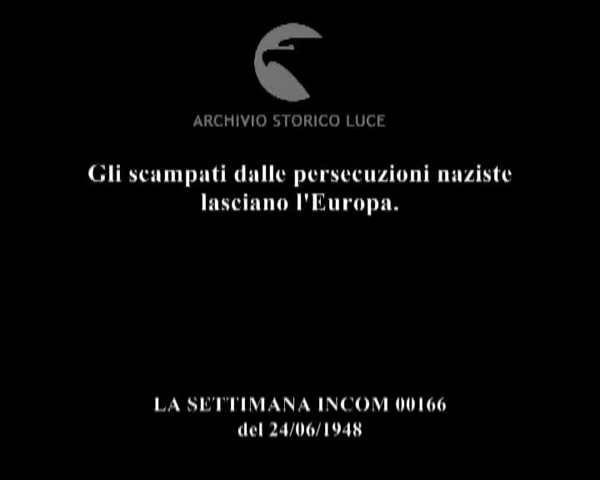 ARCHIVIO STORICO LUCE
Gli scampati dalle persecuzioni naziste
lasciano l'Europa.
LA SETTIMANA INCOM 00166
del 24/06/1948